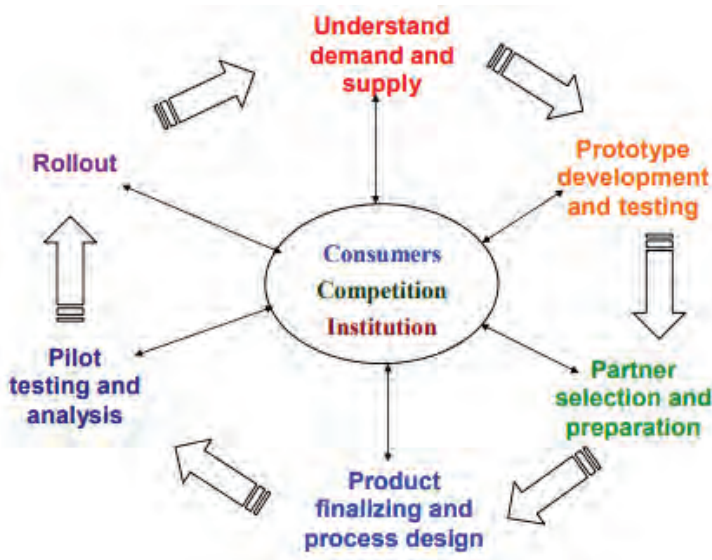 Understand
demand and
supply
Prototype
development
and testing
Partner
selection and
preparation
Product
finalizing and
process design
Pilot
testing and
analysis
Rollout
Consumers
Competition
Institution